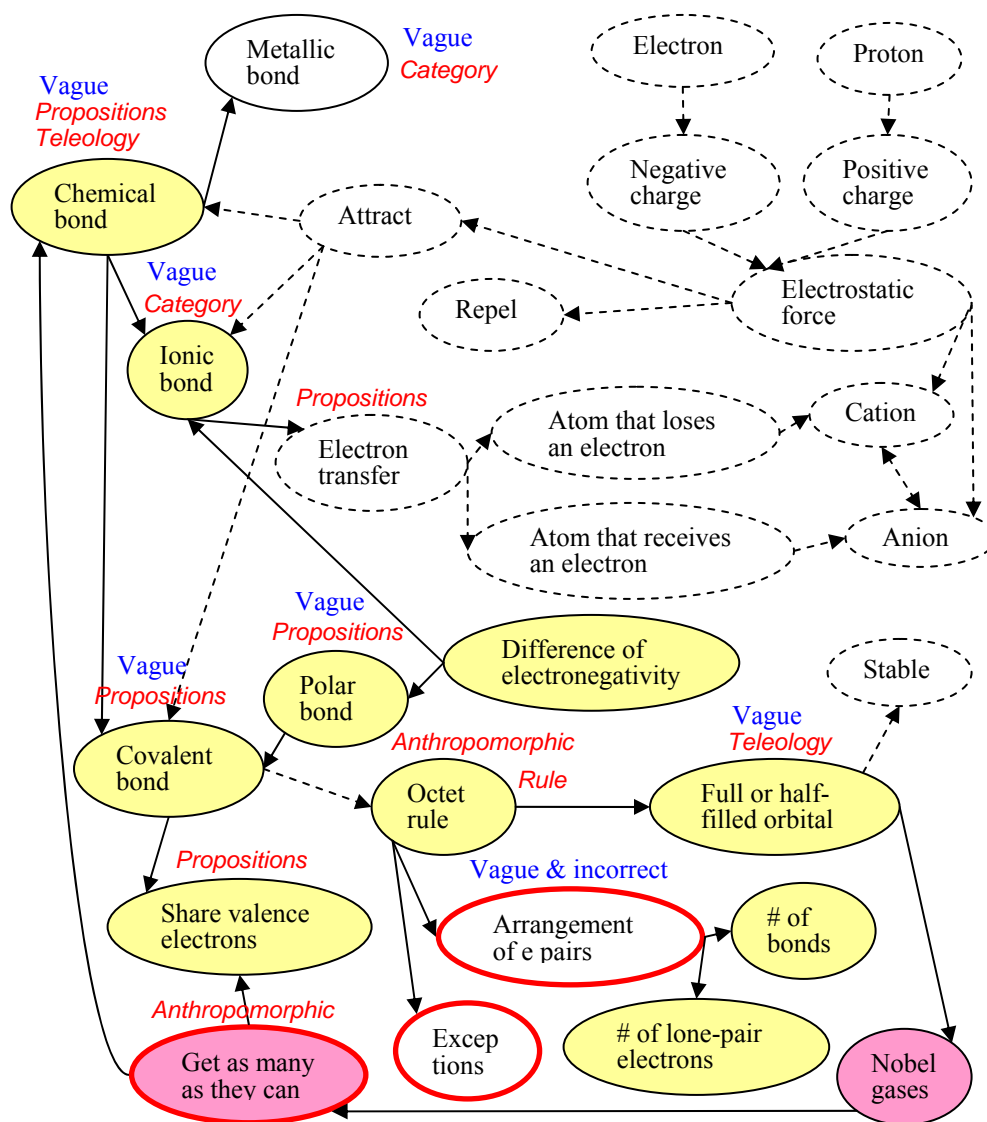 Metallic
bond
Vague
Category
Electron
Proton
Vague
Propositions
Teleology
Chemical
bond
Attract
Negative
charge
Positive
charge
Vague
Category
Repel
Electrostatic
force
Ionic
bond
Propositions
Electron
transfer
Atom that loses
an electron
Cation
Atom that receives
an electron
Anion
Vague
Propositions
Polar
bond
Difference of
electronegativity
Stable
Vague
Propositions
Covalent
bond
Anthropomorphic
Rule
Octet
rule
Vague
Teleology
Full or half-
filled orbital
Propositions
Share valence
electrons
Vague & incorrect
Arrangement
of e pairs
# of
bonds
Anthropomorphic
Get as many
as they can
Excep
tions
# of lone-pair
electrons
Nobel
gases